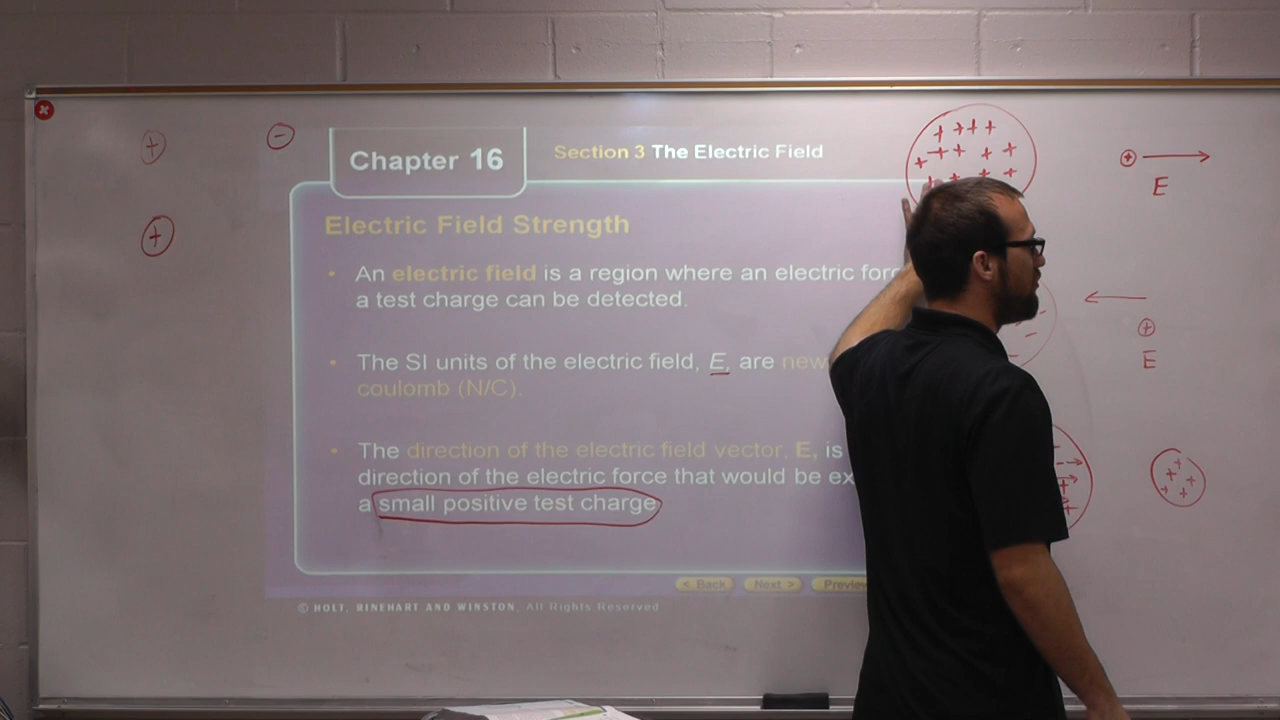 Chapter 16
Section 3 The Electric Field
Electric Field Strength
• An electric field is a region where an electric
a test charge can be detected.
• The SI units of the electric field, E, are
coulomb (N/C).
• The direction of the electric field vector, E, is
direction of the electric force that would be
a small positive test charge
< Back
Next >
© HOLT, RINEHART AND WINSTON, All Rights Reserved
E
E